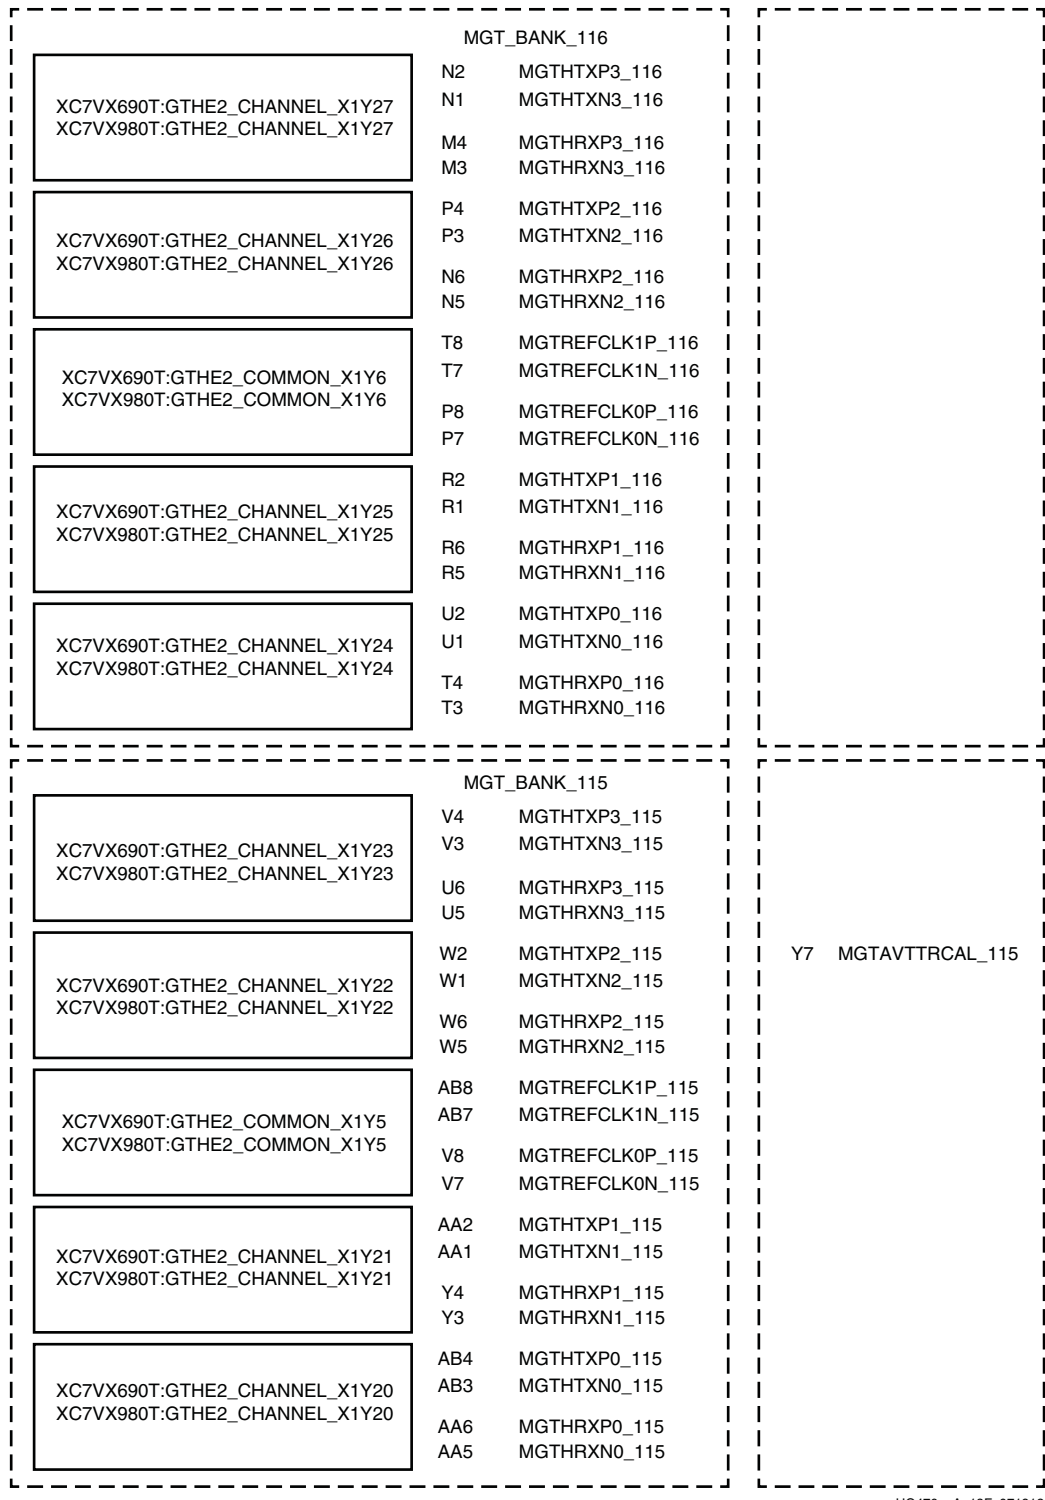 MGT_BANK_116
XC7VX690T:GTHE2_CHANNEL_X1Y27
XC7VX980T:GTHE2_CHANNEL_X1Y27
N2 MGTHTXP3_116
N1 MGTHTXN3_116
M4 MGTHRXP3_116
M3 MGTHRXN3_116
XC7VX690T:GTHE2_CHANNEL_X1Y26
XC7VX980T:GTHE2_CHANNEL_X1Y26
P4 MGTHTXP2_116
P3 MGTHTXN2_116
N6 MGTHRXP2_116
N5 MGTHRXN2_116
XC7VX690T:GTHE2_COMMON_X1Y6
XC7VX980T:GTHE2_COMMON_X1Y6
T8 MGTREFCLK1P_116
T7 MGTREFCLK1N_116
P8 MGTREFCLK0P_116
P7 MGTREFCLK0N_116
XC7VX690T:GTHE2_CHANNEL_X1Y25
XC7VX980T:GTHE2_CHANNEL_X1Y25
R2 MGTHTXP1_116
R1 MGTHTXN1_116
R6 MGTHRXP1_116
R5 MGTHRXN1_116
XC7VX690T:GTHE2_CHANNEL_X1Y24
XC7VX980T:GTHE2_CHANNEL_X1Y24
U2 MGTHTXP0_116
U1 MGTHTXN0_116
T4 MGTHRXP0_116
T3 MGTHRXN0_116
MGT_BANK_115
XC7VX690T:GTHE2_CHANNEL_X1Y23
XC7VX980T:GTHE2_CHANNEL_X1Y23
V4 MGTHTXP3_115
V3 MGTHTXN3_115
U6 MGTHRXP3_115
U5 MGTHRXN3_115
XC7VX690T:GTHE2_CHANNEL_X1Y22
XC7VX980T:GTHE2_CHANNEL_X1Y22
W2 MGTHTXP2_115
W1 MGTHTXN2_115
W6 MGTHRXP2_115
W5 MGTHRXN2_115
Y7 MGTAVTTRCAL_115
XC7VX690T:GTHE2_COMMON_X1Y5
XC7VX980T:GTHE2_COMMON_X1Y5
AB8 MGTREFCLK1P_115
AB7 MGTREFCLK1N_115
V8 MGTREFCLK0P_115
V7 MGTREFCLK0N_115
XC7VX690T:GTHE2_CHANNEL_X1Y21
XC7VX980T:GTHE2_CHANNEL_X1Y21
AA2 MGTHTXP1_115
AA1 MGTHTXN1_115
Y4 MGTHRXP1_115
Y3 MGTHRXN1_115
XC7VX690T:GTHE2_CHANNEL_X1Y20
XC7VX980T:GTHE2_CHANNEL_X1Y20
AB4 MGTHTXP0_115
AB3 MGTHTXN0_115
AA6 MGTHRXP0_115
AA5 MGTHRXN0_115